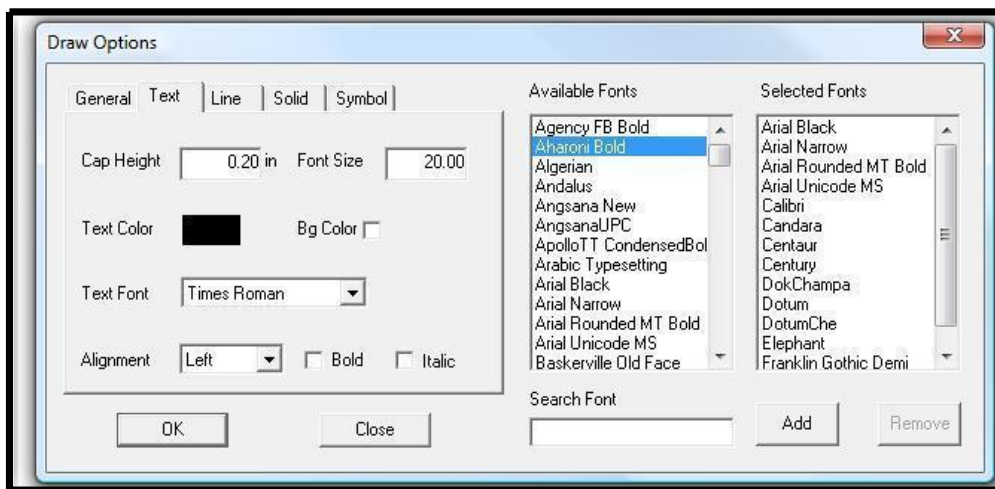 Draw Options
X
General Text Line Solid Symbol
Cap Height 0.20 in Font Size 20.00
Text Color Bg Color
Text Font Times Roman
Alignment Left Bold Italic
OK Close
Available Fonts
Agency FB Bold
Aharoni Bold
Algerian
Andalus
Angsana New
AngsanaUPC
ApolloTT CondensedBol
Arabic Typesetting
Arial Black
Arial Narrow
Arial Rounded MT Bold
Arial Unicode MS
Baskerville Old Face
Search Font
Selected Fonts
Arial Black
Arial Narrow
Arial Rounded MT Bold
Arial Unicode MS
Calibri
Candara
Centaur
Century
DokChampa
Dotum
DotumChe
Elephant
Franklin Gothic Demi
Add Remove